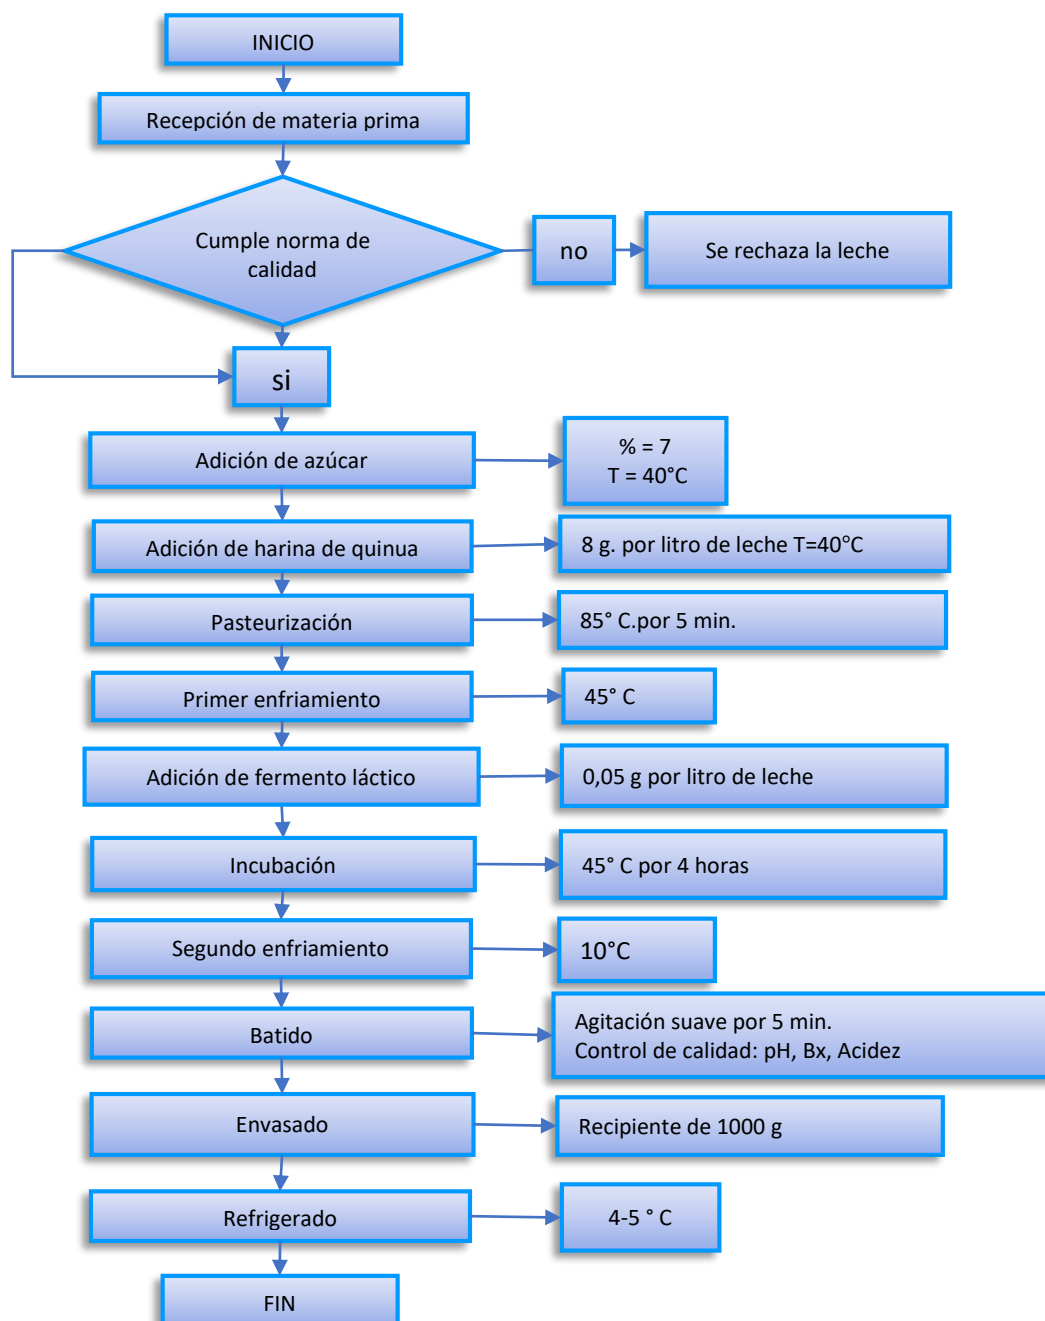 INICIO
Recepción de materia prima
Cumple norma de
calidad
no
Se rechaza la leche
si
Adición de azúcar
% = 7
T = 40°C
Adición de harina de quinua
8 g. por litro de leche T=40°C
Pasteurización
85° C.por 5 min.
Primer enfriamiento
45° C
Adición de fermento láctico
0,05 g por litro de leche
Incubación
45° C por 4 horas
Segundo enfriamiento
10°C
Batido
Agitación suave por 5 min.
Control de calidad: pH, Bx, Acidez
Envasado
Recipiente de 1000 g
Refrigerado
4-5 ° C
FIN